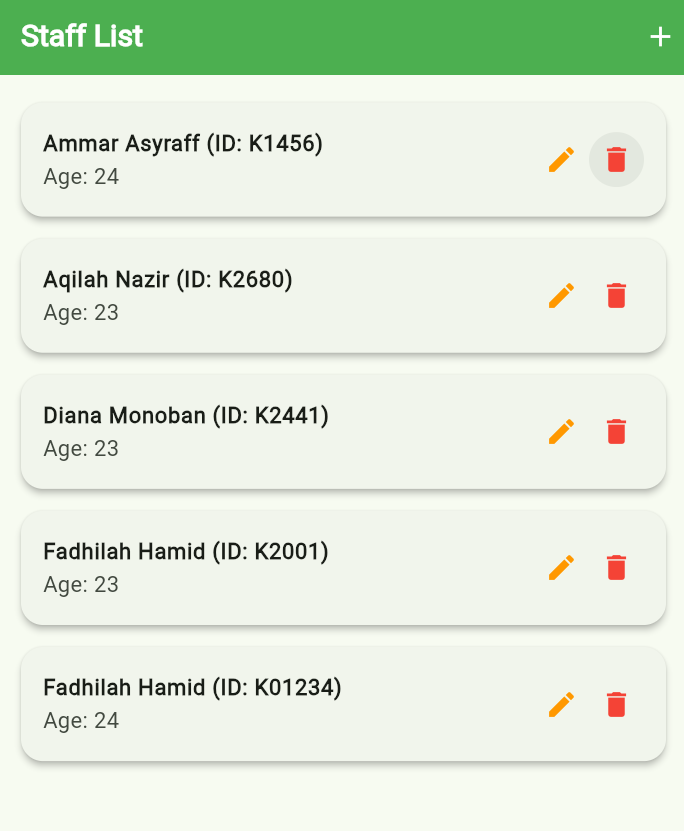 Staff List
Ammar Asyraff (ID: K1456)
Age: 24
Aqilah Nazir (ID: K2680)
Age: 23
Diana Monoban (ID: K2441)
Age: 23
Fadhilah Hamid (ID: K2001)
Age: 23
Fadhilah Hamid (ID: K01234)
Age: 24